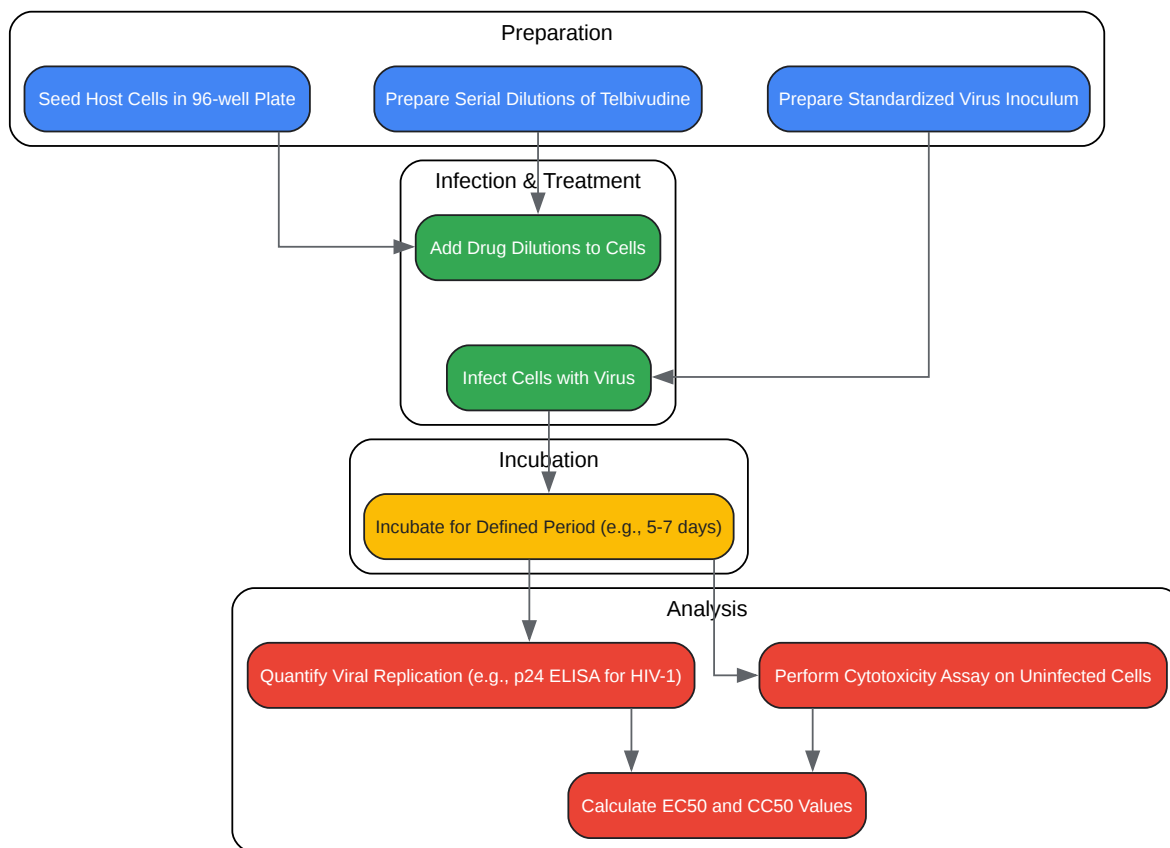 Preparation
Seed Host Cells in 96-well Plate
Prepare Serial Dilutions of Telbivudine
Prepare Standardized Virus Inoculum
Infection & Treatment
Add Drug Dilutions to Cells
Infect Cells with Virus
Incubation
Incubate for Defined Period (e.g., 5-7 days)
Analysis
Quantify Viral Replication (e.g., p24 ELISA for HIV-1)
Perform Cytotoxicity Assay on Uninfected Cells
Calculate EC50 and CC50 Values